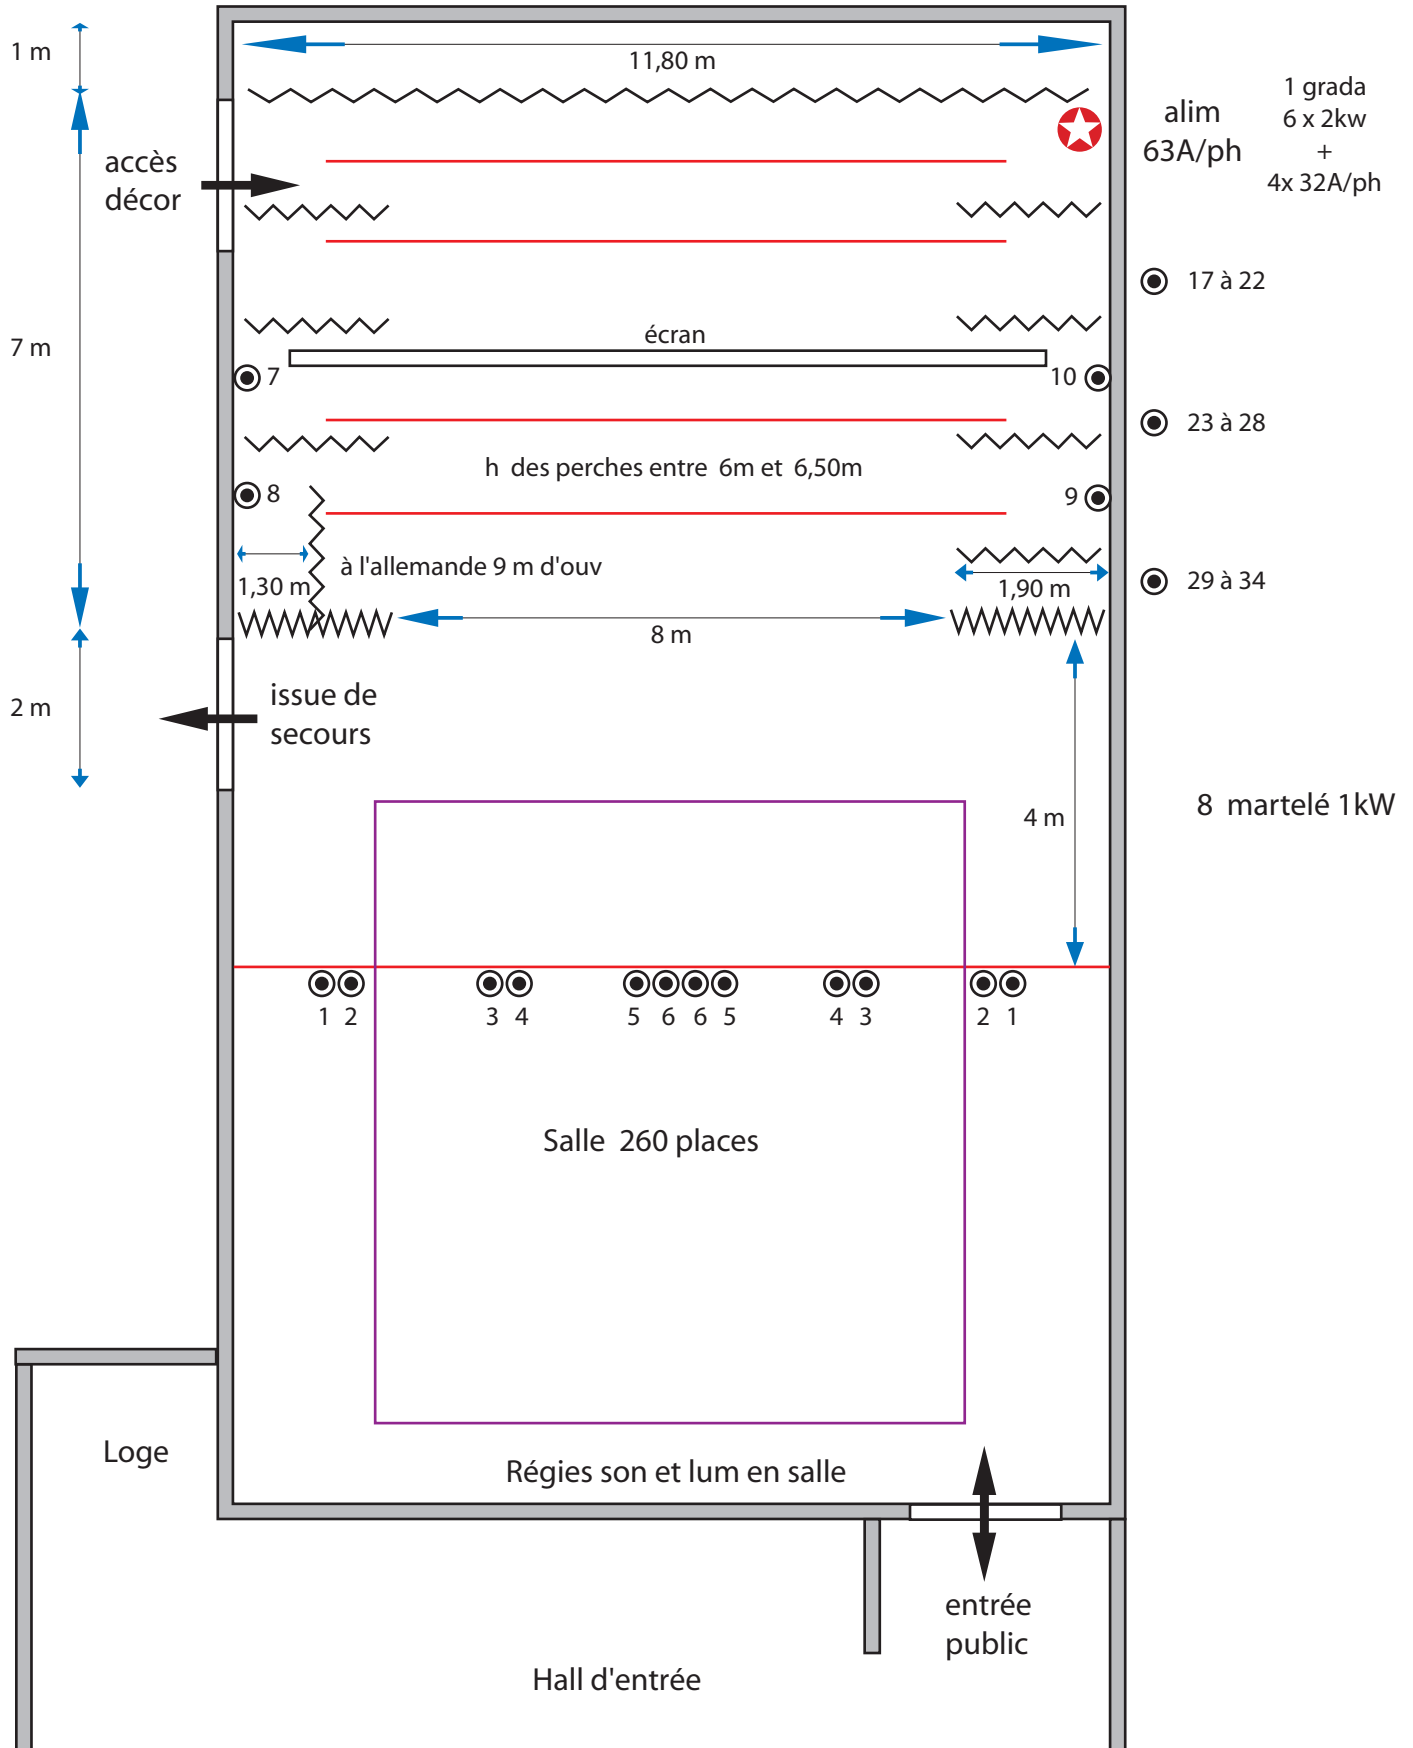 1 m
11,80 m
1 grada
alim
6 x 2kw
63A/ph
+
4x 32A/ph
accès
décor
17 à 22
écran
7 m
7
10
23 à 28
h des perches entre 6m et 6,50m
8
9
à l'allemande 9 m d'ouv
1,30 m
1,90 m
29 à 34
8 m
issue de
secours
2 m
4 m
8 martelé 1kW
1 2 3 4 5 6 6 5 4 3 2 1
Salle 260 places
Loge
Régies son et lum en salle
entrée
public
Hall d'entrée